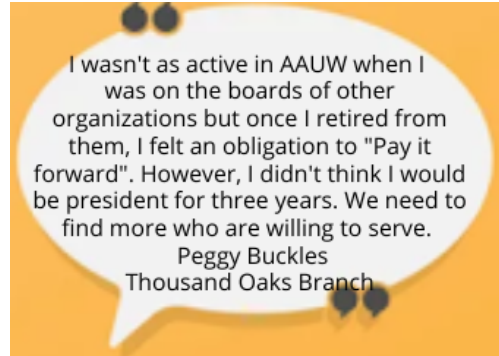 I wasn't as active in AAUW when I
was on the boards of other
organizations but once I retired from
them, I felt an obligation to "Pay it
forward". However, I didn't think I would
be president for three years. We need to
find more who are willing to serve.
Peggy Buckles
Thousand Oaks Branch